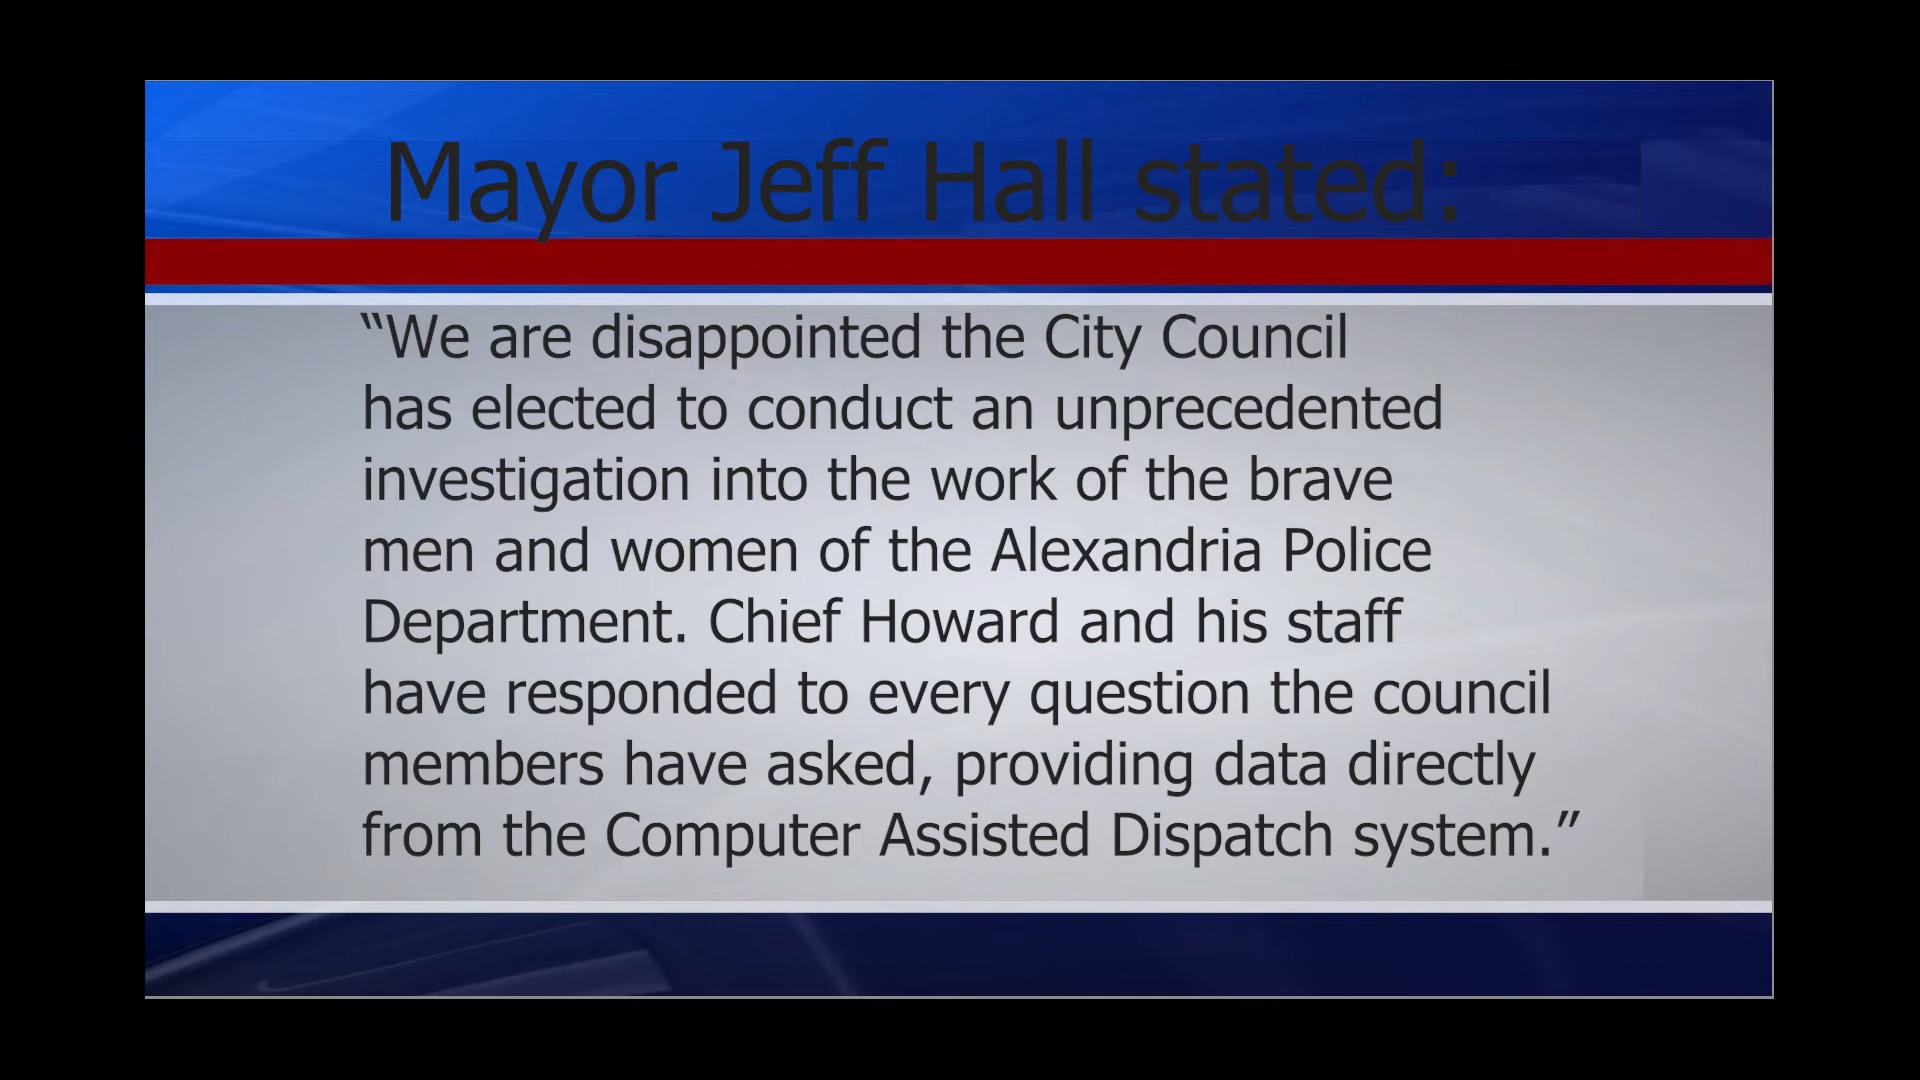 Mayor Jeff Hall stated:
“We are disappointed the City Council
has elected to conduct an unprecedented
investigation into the work of the brave
men and women of the Alexandria Police
Department. Chief Howard and his staff
have responded to every question the council
members have asked, providing data directly
from the Computer Assisted Dispatch system.”